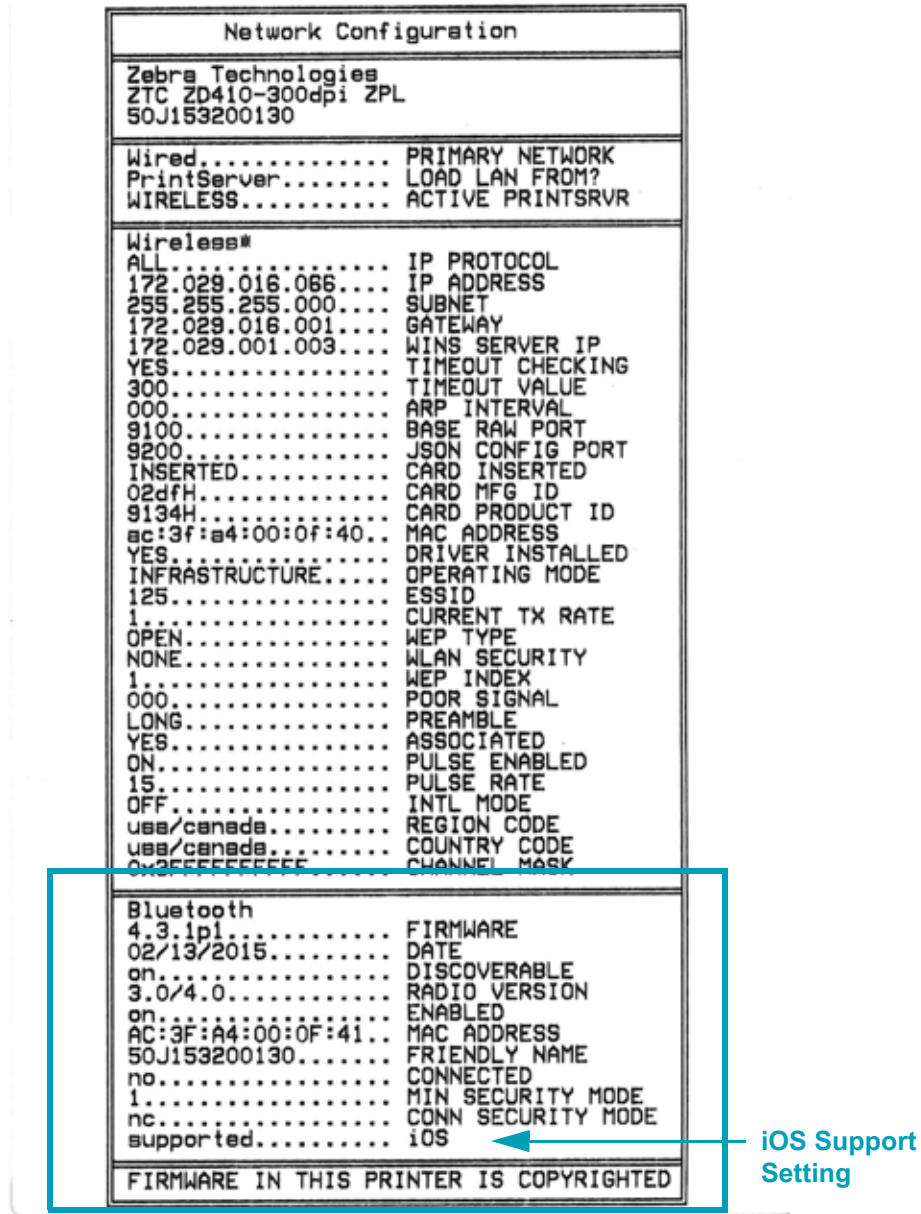 Network Configuration
Zebra Technologies
ZTC ZD410-300dpi ZPL
50J153200130
Wired.............. PRIMARY NETWORK
PrintServer........ LOAD LAN FROM?
WIRELESS........... ACTIVE PRINTSRVR
Wireless*
ALL................ IP PROTOCOL
172.029.016.066.... IP ADDRESS
255.255.255.000.... SUBNET
172.029.016.001.... GATEWAY
172.029.001.003.... WINS SERVER IP
YES................ TIMEOUT CHECKING
300................ TIMEOUT VALUE
000................ ARP INTERVAL
9100............... BASE RAW PORT
9200............... JSON CONFIG PORT
INSERTED........... CARD INSERTED
02dfH.............. CARD MFG ID
9134H.............. CARD PRODUCT ID
ac:3f:a4:00:0f:40.. MAC ADDRESS
YES................ DRIVER INSTALLED
INFRASTRUCTURE..... OPERATING MODE
125................ ESSID
1.................. CURRENT TX RATE
OPEN............... WEP TYPE
NONE............... WLAN SECURITY
1.................. WEP INDEX
000................ POOR SIGNAL
LONG............... PREAMBLE
YES................ ASSOCIATED
ON................. PULSE ENABLED
15................. PULSE RATE
OFF................ INTL MODE
usa/canada......... REGION CODE
usa/canada......... COUNTRY CODE
0x3FFFFFFFFFF...... CHANNEL MASK
Bluetooth
4.3.1p1............ FIRMWARE
02/13/2015......... DATE
on................. DISCOVERABLE
3.0/4.0............ RADIO VERSION
on................. ENABLED
AC:3F:A4:00:0F:41.. MAC ADDRESS
50J153200130....... FRIENDLY NAME
no................. CONNECTED
1.................. MIN SECURITY MODE
nc................. CONN SECURITY MODE
supported.......... iOS
iOS Support
Setting
FIRMWARE IN THIS PRINTER IS COPYRIGHTED